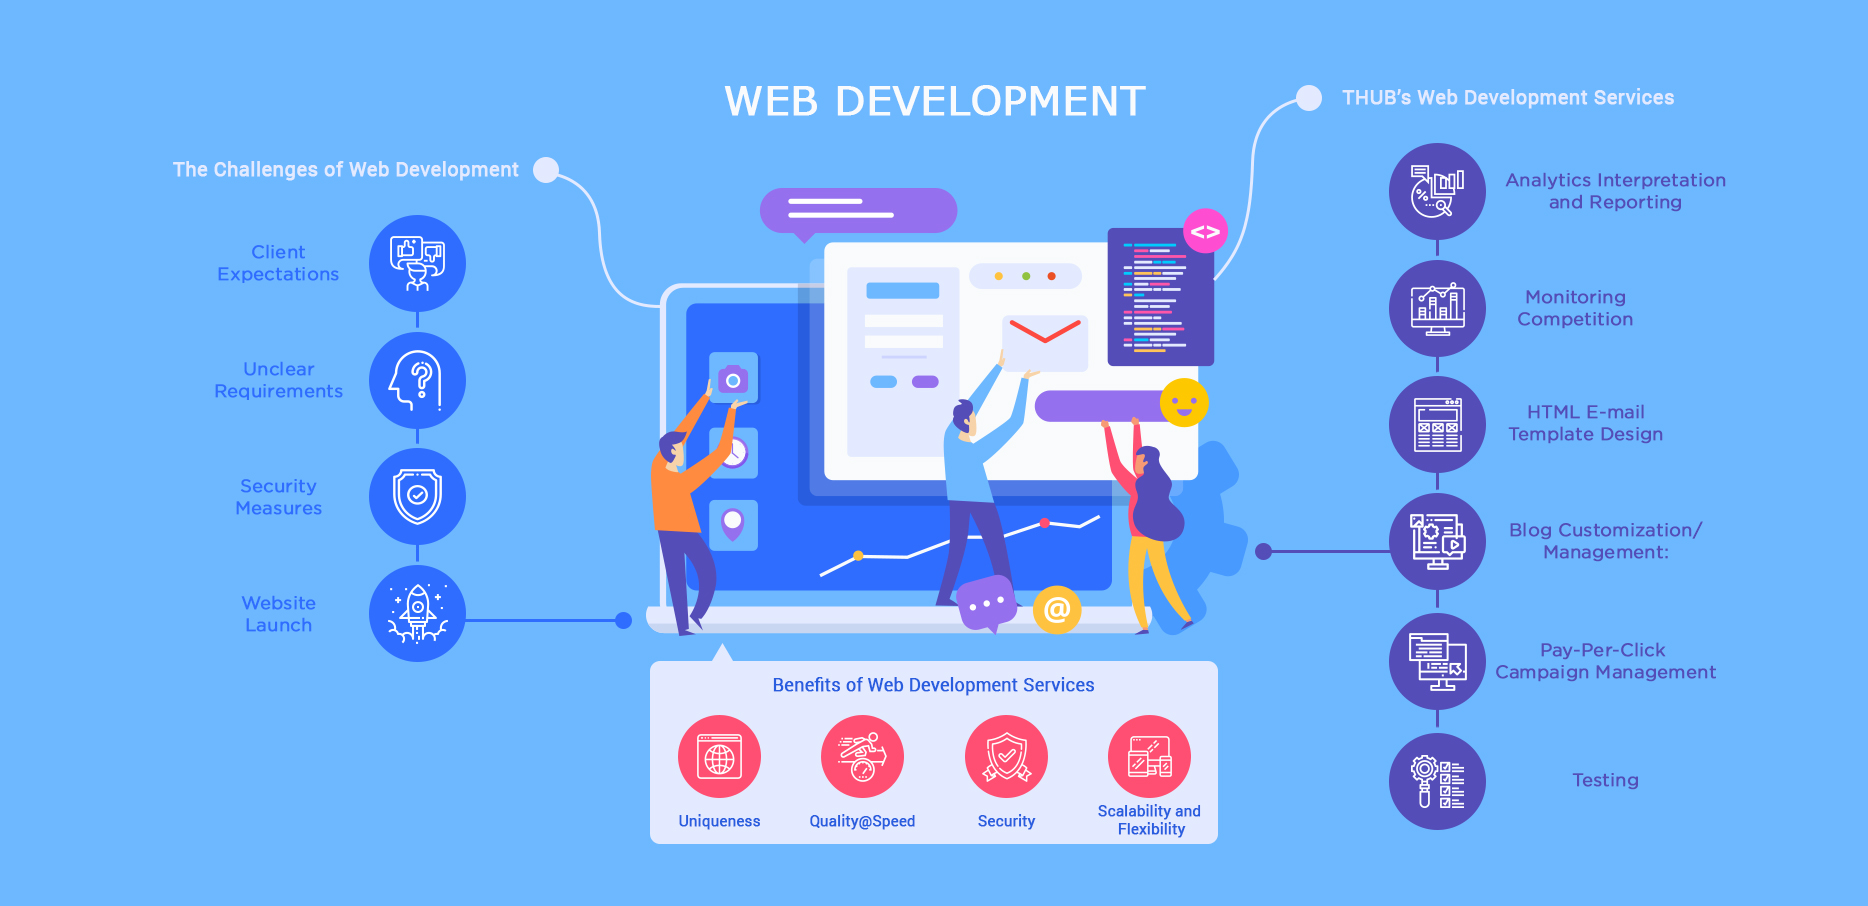 WEB DEVELOPMENT
The Challenges of Web Development
Client
Expectations
Unclear
Requirements
Security
Measures
Website
Launch
THUB's Web Development Services
Analytics Interpretation
and Reporting
Monitoring
Competition
HTML E-mail
Template Design
Blog Customization/
Management:
Pay-Per-Click
Campaign Management
Testing
<>
@
Benefits of Web Development Services
Uniqueness
Quality@Speed
Security
Scalability and
Flexibility